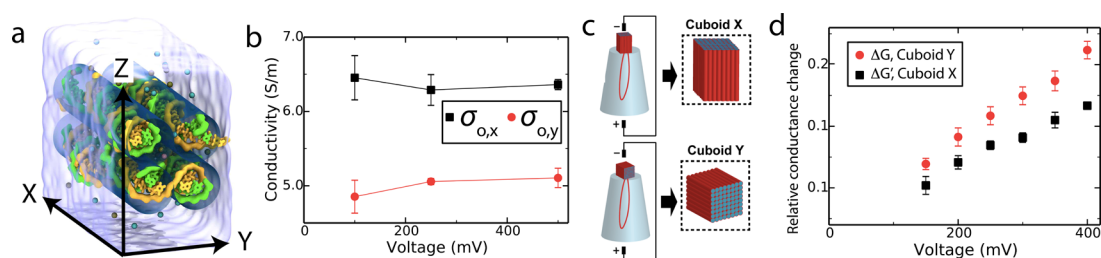 a
Z
X
Y
b
Conductivity (S/m)
7.0
6.0
5.0
σo,x
σo,y
0
200
400
Voltage (mV)
c
−
+
Cuboid X
−
+
Cuboid Y
d
Relative conductance change
0.2
0.1
0.1
ΔG, Cuboid Y
ΔG', Cuboid X
200
300
400
Voltage (mV)